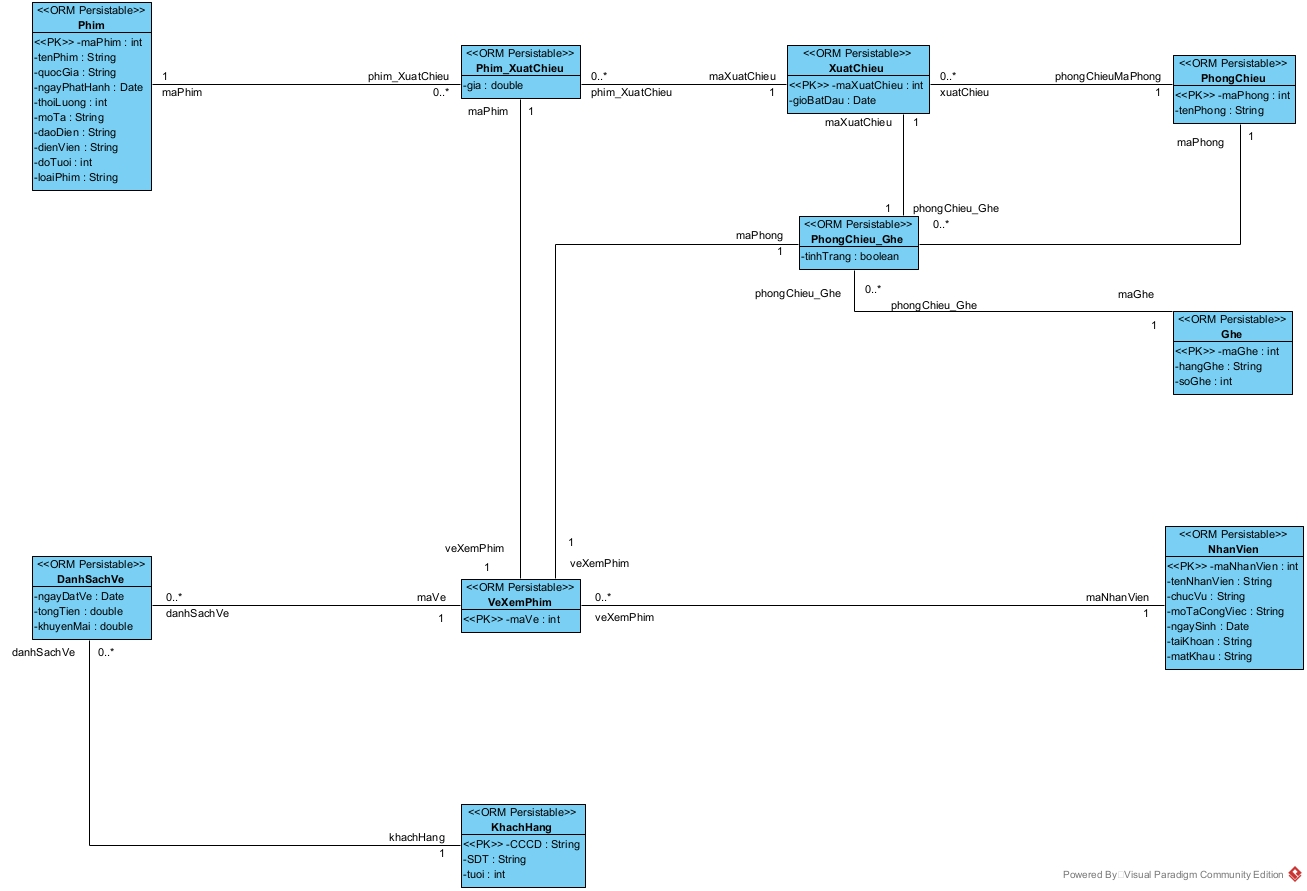 <<ORM Persistable>>
Phim
<<PK>> -maPhim : int
-tenPhim : String
-quocGia : String
-ngayPhatHanh : Date
-thoiLuong : int
-moTa : String
-daoDien : String
-dienVien : String
-doTuoi : int
-loaiPhim : String
1
maPhim
phim_XuatChieu
0..*
<<ORM Persistable>>
Phim_XuatChieu
-gia : double
maPhim
1
0..*
phim_XuatChieu
maXuatChieu
1
<<ORM Persistable>>
XuatChieu
<<PK>> -maXuatChieu : int
-gioBatDau : Date
maXuatChieu
1
0..*
xuatChieu
phongChieuMaPhong
1
<<ORM Persistable>>
PhongChieu
<<PK>> -maPhong : int
-tenPhong : String
maPhong
1
1
phongChieu_Ghe
0..*
<<ORM Persistable>>
PhongChieu_Ghe
-tinhTrang : boolean
maPhong
1
phongChieu_Ghe
0..*
phongChieu_Ghe
maGhe
1
<<ORM Persistable>>
Ghe
<<PK>> -maGhe : int
-hangGhe : String
-soGhe : int
veXemPhim
1
1
veXemPhim
<<ORM Persistable>>
DanhSachVe
-ngayDatVe : Date
-tongTien : double
-khuyenMai : double
0..*
danhSachVe
maVe
1
<<ORM Persistable>>
VeXemPhim
<<PK>> -maVe : int
0..*
veXemPhim
maNhanVien
1
<<ORM Persistable>>
NhanVien
<<PK>> -maNhanVien : int
-tenNhanVien : String
-chucVu : String
-moTaCongViec : String
-ngaySinh : Date
-taiKhoan : String
-matKhau : String
danhSachVe
0..*
khachHang
1
<<ORM Persistable>>
KhachHang
<<PK>> -CCCD : String
-SDT : String
-tuoi : int
Powered By Visual Paradigm Community Edition